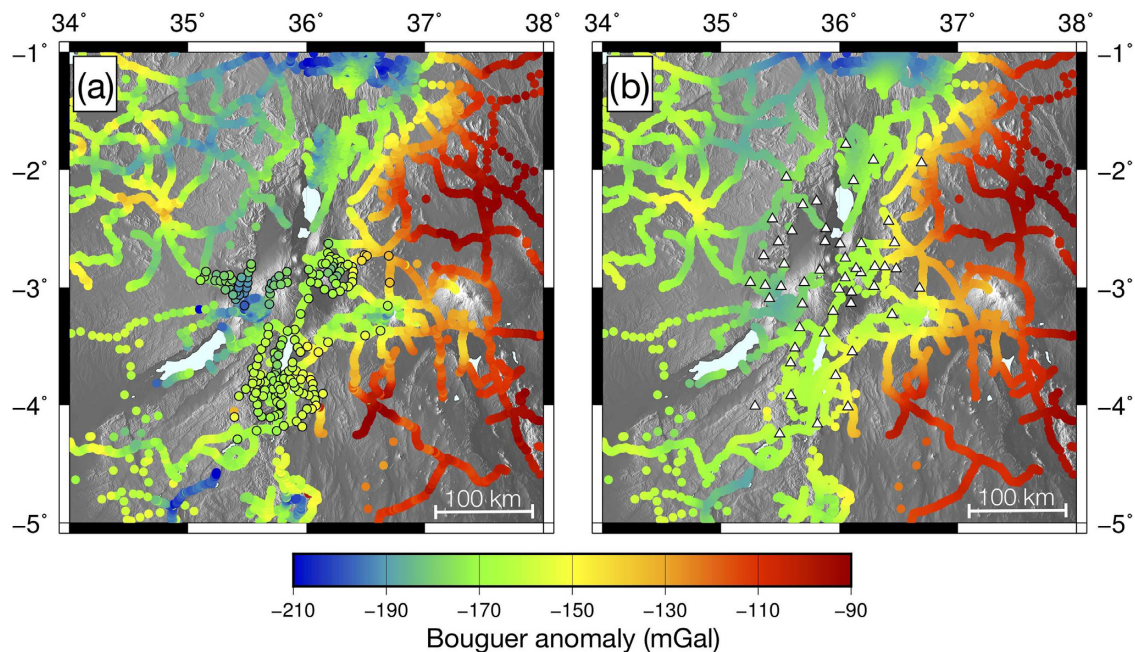 34 35 36 37 38 34 35 36 37 38˚
−1˚ (a) (b) −1˚
−2˚ −2˚
−3˚ −3˚
−4˚ −4˚
−5˚ 100 km 100 km −5˚
−210 −190 −170 −150 −130 −110 −90
Bouguer anomaly (mGal)